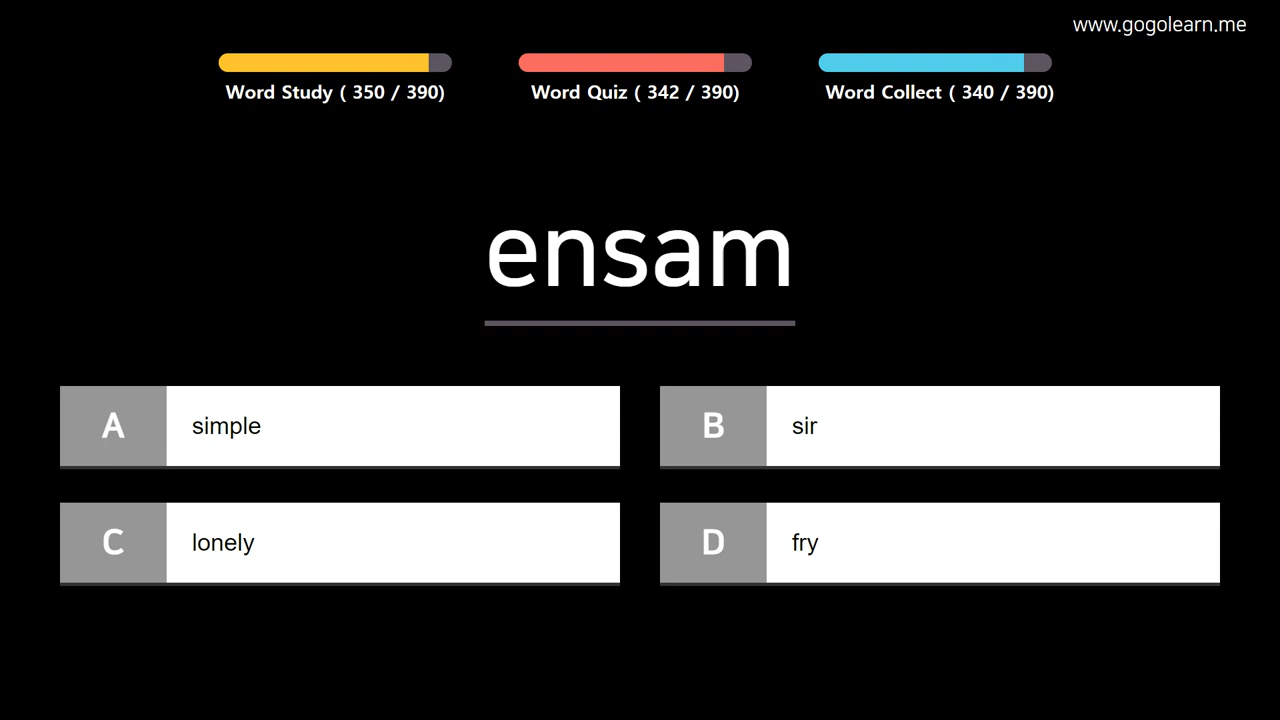 www.gogolearn.me
Word Study ( 350 / 390)
Word Quiz ( 342 / 390)
Word Collect ( 340 / 390)
ensam
A simple
B sir
C lonely
D fry